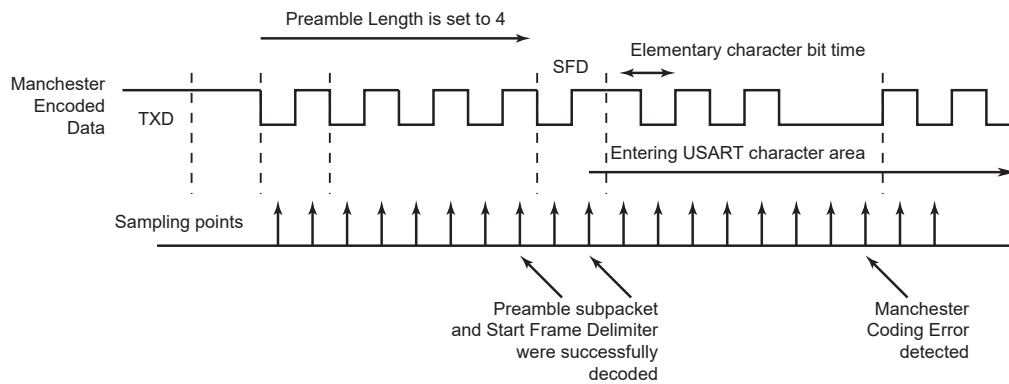 Preamble Length is set to 4
Elementary character bit time
SFD
Manchester
Encoded
Data
TXD
Entering USART character area
Sampling points
Preamble subpacket
and Start Frame Delimiter
were successfully
decoded
Manchester
Coding Error
detected